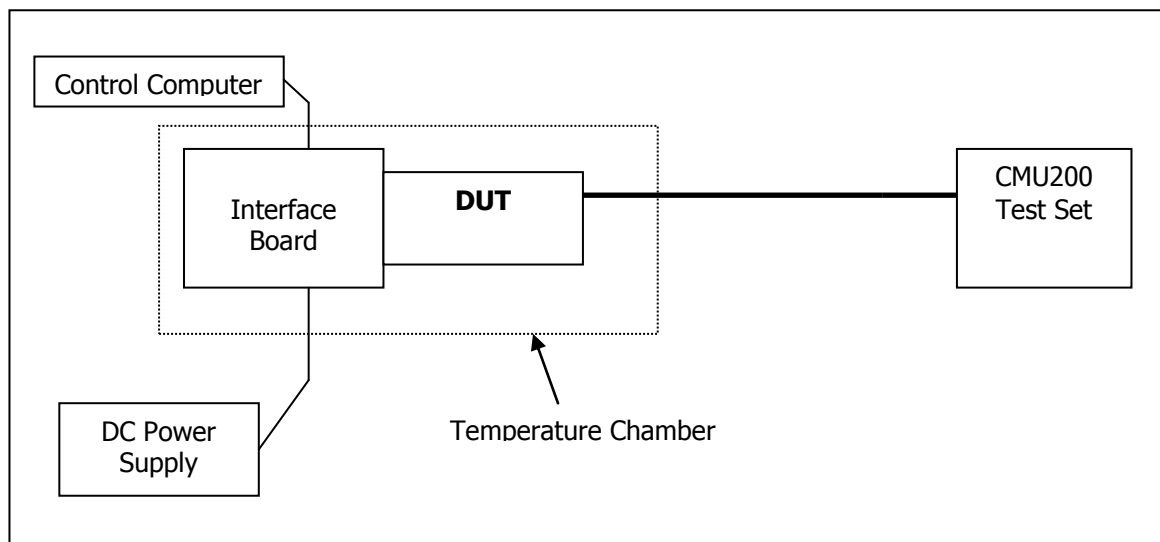 Control Computer
Interface
Board
DUT
CMU200
Test Set
DC Power
Supply
Temperature Chamber